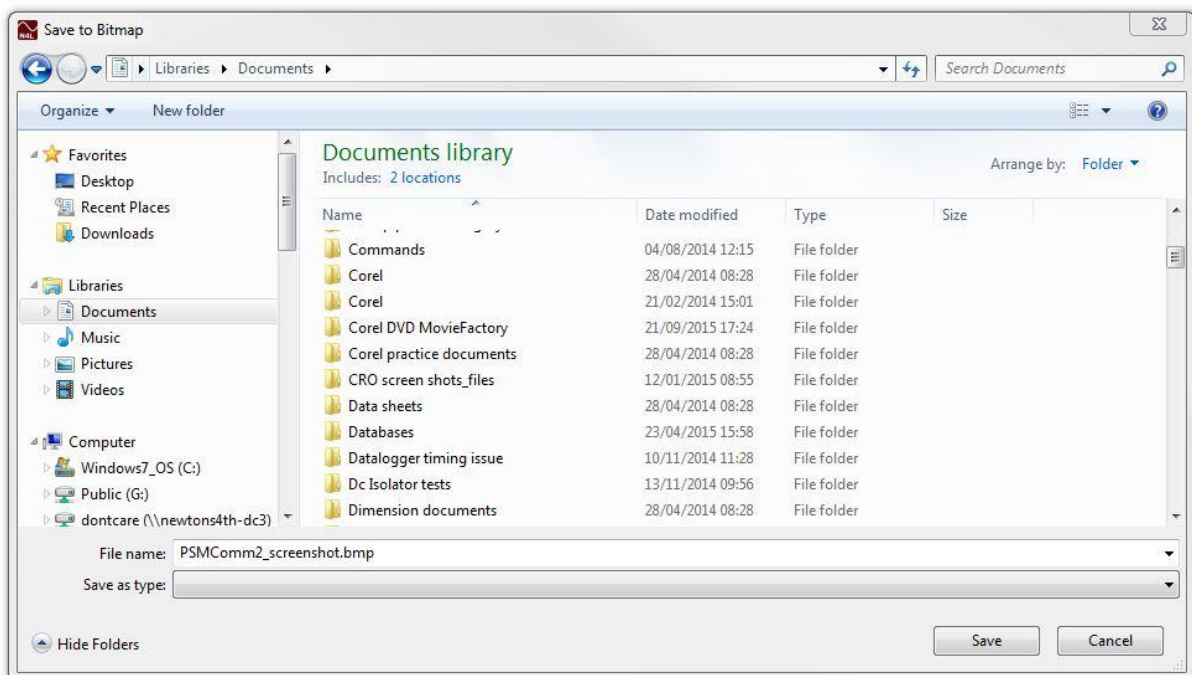 Save to Bitmap
N4L
Libraries Documents
Search Documents
Organize New folder
Favorites
Desktop
Recent Places
Downloads
Libraries
Documents
Music
Pictures
Videos
Computer
Windows7_OS (C:)
Public (G:)
dontcare (\\newtons4th-dc3)
Documents library
Includes: 2 locations
Arrange by: Folder
Name Date modified Type Size
Commands 04/08/2014 12:15 File folder
Corel 28/04/2014 08:28 File folder
Corel 21/02/2014 15:01 File folder
Corel DVD MovieFactory 21/09/2015 17:24 File folder
Corel practice documents 28/04/2014 08:28 File folder
CRO screen shots_files 12/01/2015 08:55 File folder
Data sheets 28/04/2014 08:28 File folder
Databases 23/04/2015 15:58 File folder
Datalogger timing issue 10/11/2014 11:28 File folder
Dc Isolator tests 13/11/2014 09:56 File folder
Dimension documents 28/04/2014 08:28 File folder
File name: PSMComm2_screenshot.bmp
Save as type:
Hide Folders
Save Cancel